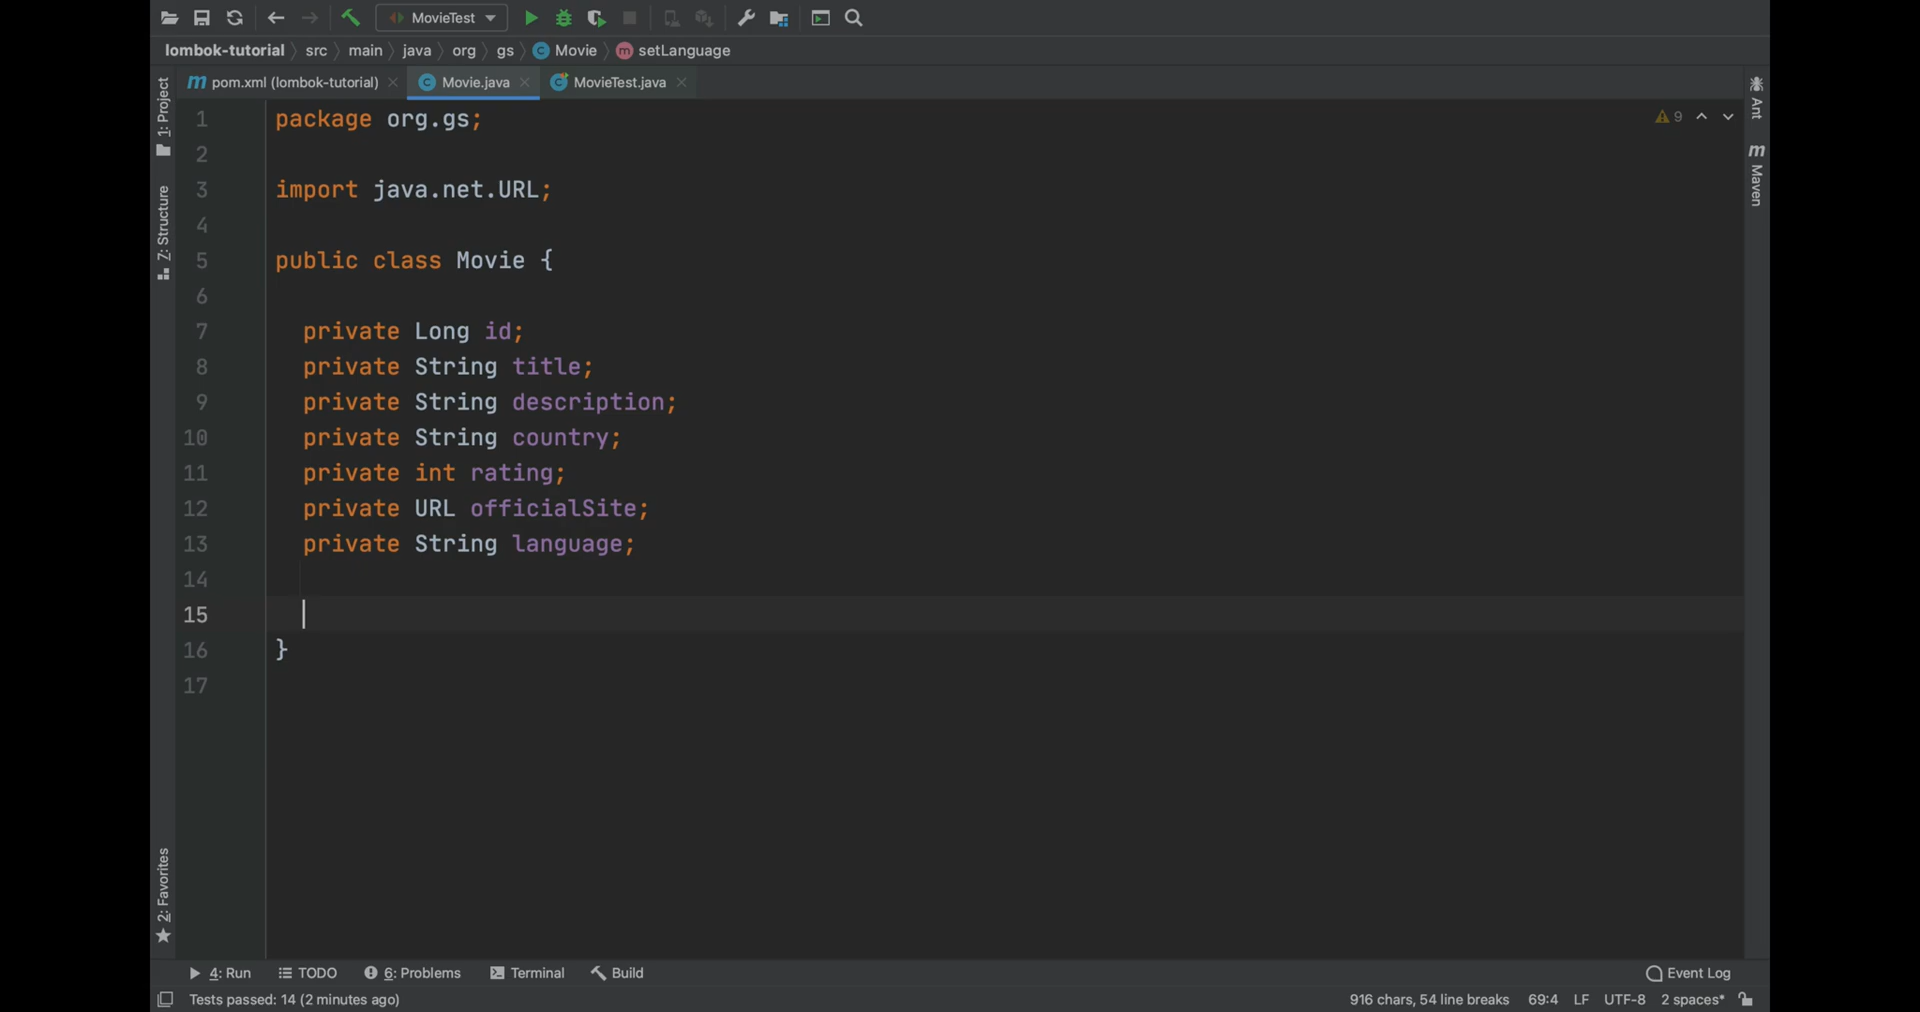 MovieTest
lombok-tutorial src main java org gs Movie setLanguage
pom.xml (lombok-tutorial) Movie.java MovieTest.java
1: Project
Z: Structure
2: Favorites
1 package org.gs;
2
3 import java.net.URL;
4
5 public class Movie {
6
7 private Long id;
8 private String title;
9 private String description;
10 private String country;
11 private int rating;
12 private URL officialSite;
13 private String language;
14
15
16 }
17
9
Ant
Maven
4: Run TODO 6: Problems Terminal Build Event Log
Tests passed: 14 (2 minutes ago) 916 chars, 54 line breaks 69:4 LF UTF-8 2 spaces*